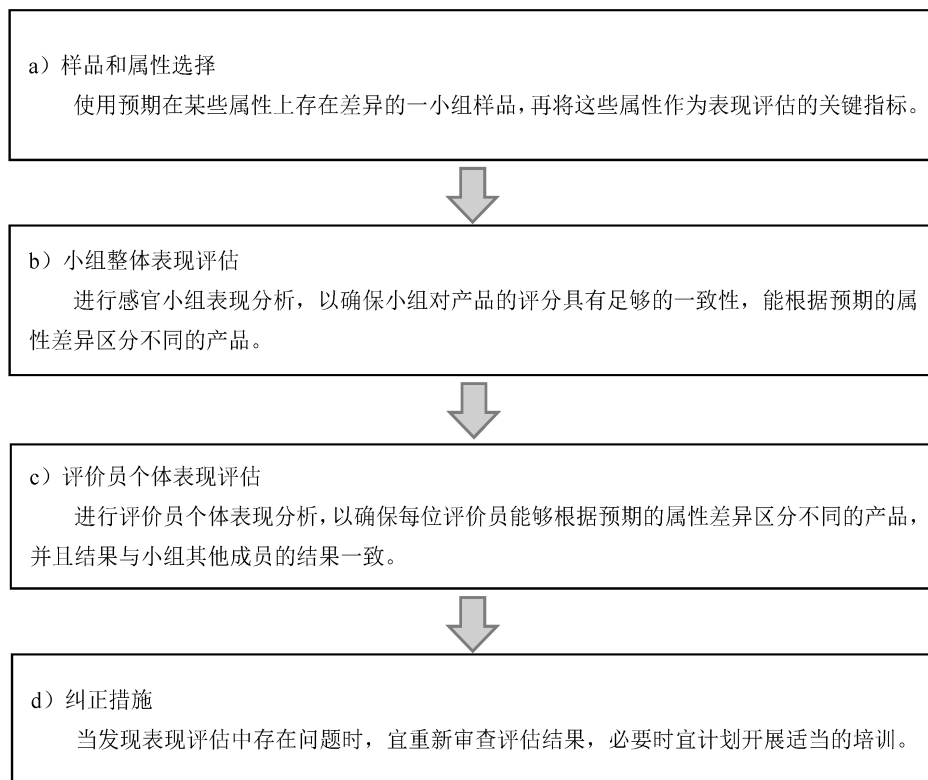 a）样品和属性选择
使用预期在某些属性上存在差异的一小组样品，再将这些属性作为表现评估的关键指标。
b）小组整体表现评估
进行感官小组表现分析，以确保小组对产品的评分具有足够的一致性，能根据预期的属
性差异区分不同的产品。
c）评价员个体表现评估
进行评价员个体表现分析，以确保每位评价员能够根据预期的属性差异区分不同的产品，
并且结果与小组其他成员的结果一致。
d）纠正措施
当发现表现评估中存在问题时，宜重新审查评估结果，必要时宜计划开展适当的培训。